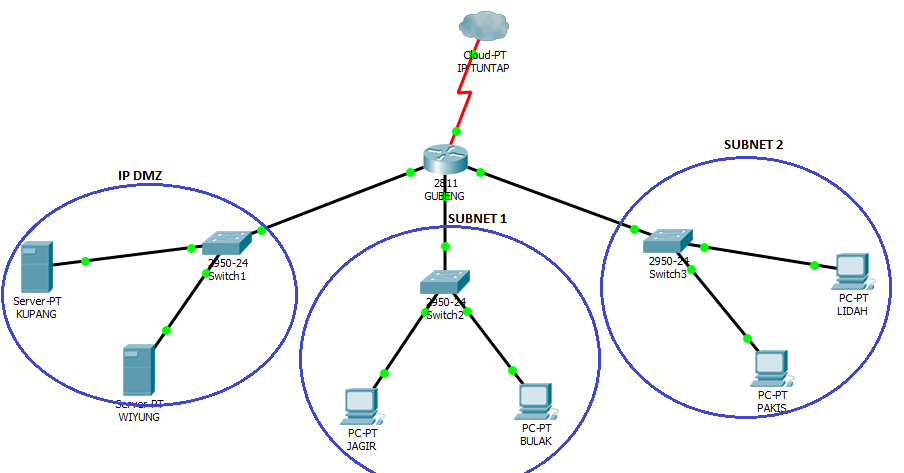 Cloud-PT
IP TUNTAP
2811
GUBENG
IP DMZ
2950-24
Switch1
Server-PT
KUPANG
Server-PT
WIYUNG
SUBNET 1
2950-24
Switch2
PC-PT
JAGIR
PC-PT
BULAK
SUBNET 2
2950-24
Switch3
PC-PT
LIDAH
PC-PT
PAKIS